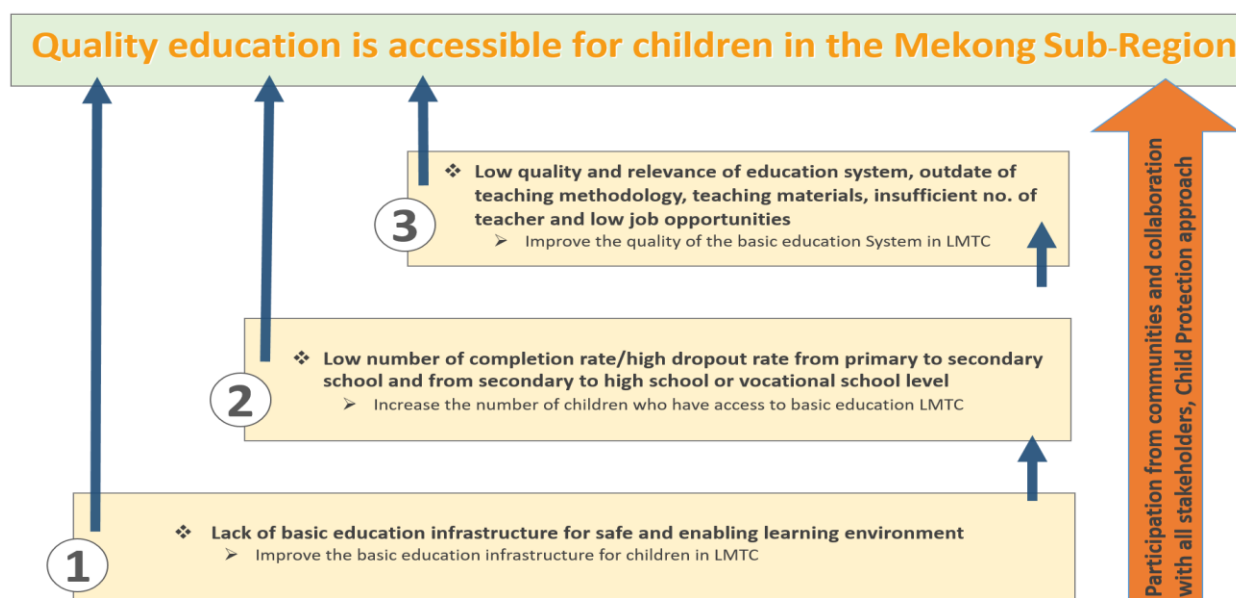 Quality education is accessible for children in the Mekong Sub-Region
❖ Low quality and relevance of education system, outdate of
teaching methodology, teaching materials, insufficient no. of
teacher and low job opportunities
➢ Improve the quality of the basic education System in LMTC
3
❖ Low number of completion rate/high dropout rate from primary to secondary
school and from secondary to high school or vocational school level
➢ Increase the number of children who have access to basic education LMTC
2
❖ Lack of basic education infrastructure for safe and enabling learning environment
➢ Improve the basic education infrastructure for children in LMTC
1
Participation from communities and collaboration
with all stakeholders, Child Protection approach